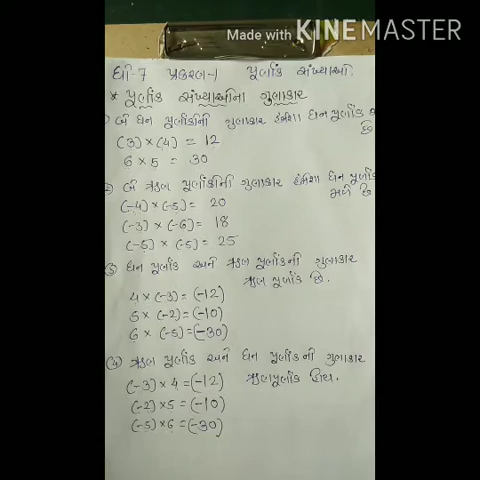 Made with KINEMASTER
ધો-7 પ્રકરણ-1 પૂર્ણાંક સંખ્યાઓ.
* પૂર્ણાંક સંખ્યાઓના ગુણાકાર
બે ધન પૂર્ણાંકોની ગુણાકાર હંમેશા ધન પૂર્ણાંક
છે
(3) × (4) = 12
6 × 5 = 30
બે ઋણ પૂર્ણાંકોની ગુણાકાર હંમેશા ધન પૂર્ણાંક
મળે છે
(-4) × (-5) = 20
(-3) × (-6) = 18
(-5) × (-5) = 25
③ ધન પૂર્ણાંક અને ઋણ પૂર્ણાંકની ગુણાકાર
ઋણ પૂર્ણાંક છે.
4 × (-3) = (-12)
5 × (-2) = (-10)
6 × (-5) = (-30)
(4) ઋણ પૂર્ણાંક અને ધન પૂર્ણાંકની ગુણાકાર
(-3) × 4 = (-12) ઋણપૂર્ણાંક હોય.
(-2) × 5 = (-10)
(-5) × 6 = (-30)